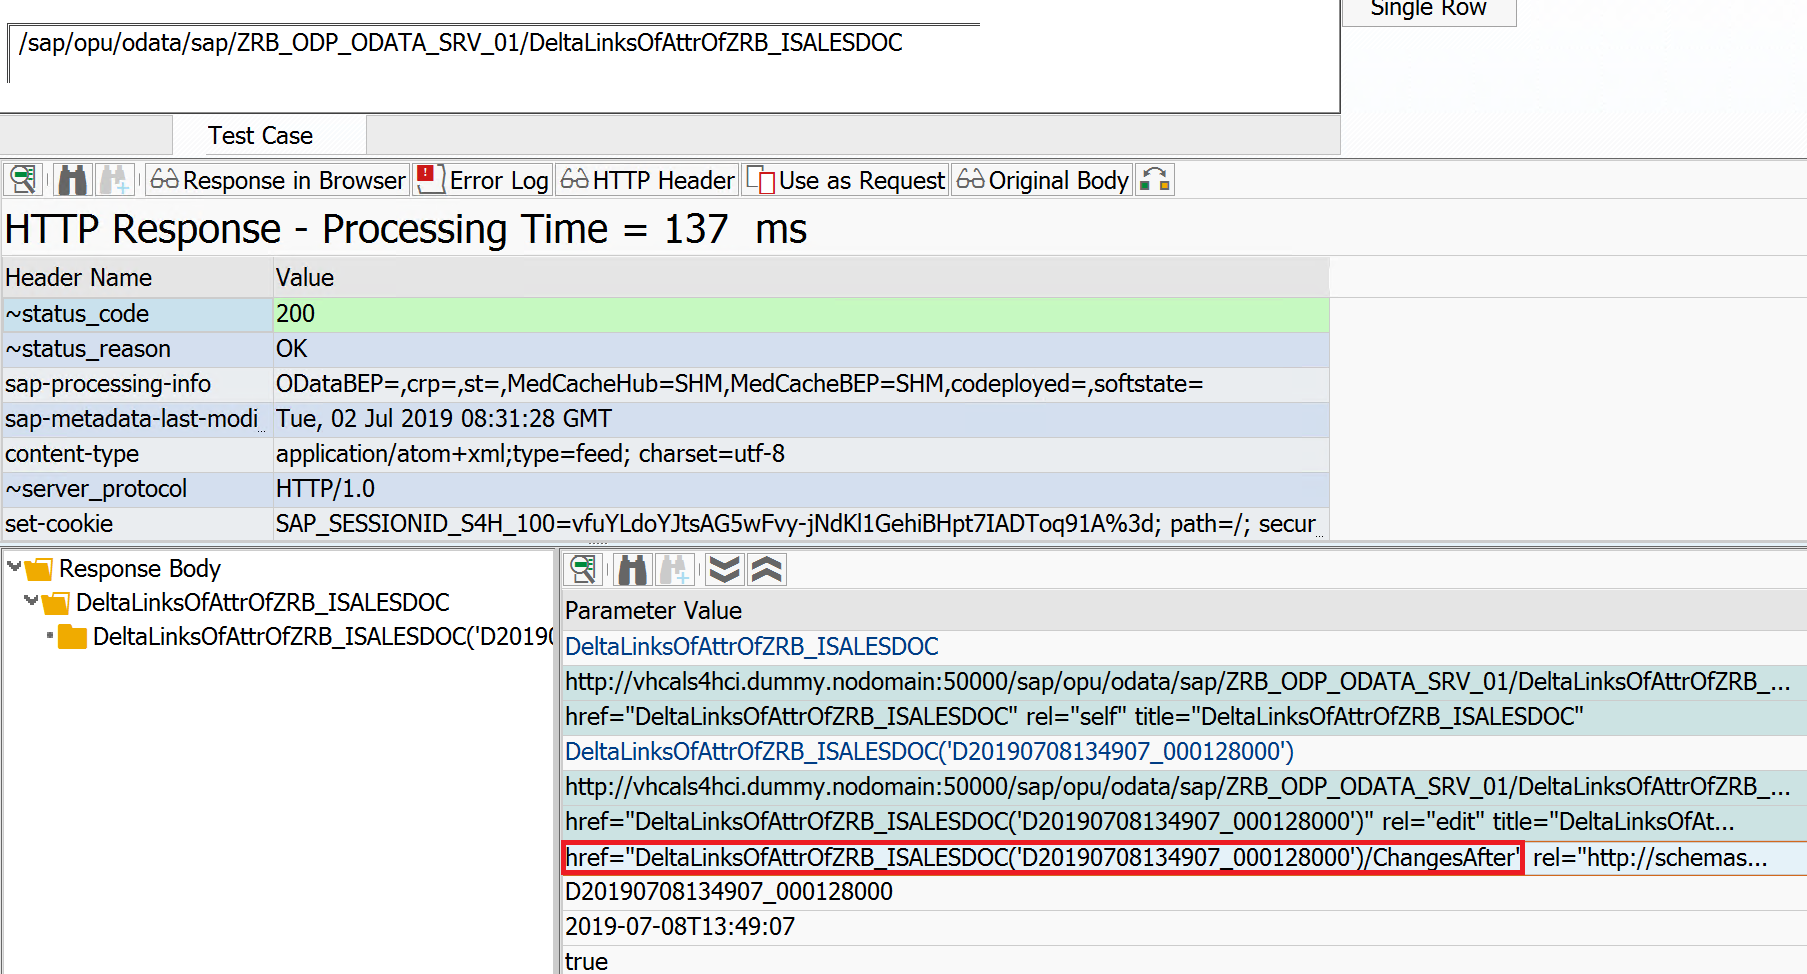 Single Row
/sap/opu/odata/sap/ZRB_ODP_ODATA_SRV_01/DeltaLinksOfAttrOfZRB_ISALESDOC
Test Case
Response in Browser Error Log HTTP Header Use as Request Original Body
HTTP Response - Processing Time = 137 ms
Header Name Value
~status_code 200
~status_reason OK
sap-processing-info ODataBEP=,crp=,st=,MedCacheHub=SHM,MedCacheBEP=SHM,codeployed=,softstate=
sap-metadata-last-modi... Tue, 02 Jul 2019 08:31:28 GMT
content-type application/atom+xml;type=feed; charset=utf-8
~server_protocol HTTP/1.0
set-cookie SAP_SESSIONID_S4H_100=vfuYLdoYJtsAG5wFvy-jNdKl1GehiBHpt7IADToq91A%3d; path=/; secur...
Response Body
DeltaLinksOfAttrOfZRB_ISALESDOC
DeltaLinksOfAttrOfZRB_ISALESDOC('D20190
Parameter Value
DeltaLinksOfAttrOfZRB_ISALESDOC
http://vhcals4hci.dummy.nodomain:50000/sap/opu/odata/sap/ZRB_ODP_ODATA_SRV_01/DeltaLinksOfAttrOfZRB_...
href="DeltaLinksOfAttrOfZRB_ISALESDOC" rel="self" title="DeltaLinksOfAttrOfZRB_ISALESDOC"
DeltaLinksOfAttrOfZRB_ISALESDOC('D20190708134907_000128000')
http://vhcals4hci.dummy.nodomain:50000/sap/opu/odata/sap/ZRB_ODP_ODATA_SRV_01/DeltaLinksOfAttrOfZRB_...
href="DeltaLinksOfAttrOfZRB_ISALESDOC('D20190708134907_000128000')" rel="edit" title="DeltaLinksOfAt...
href="DeltaLinksOfAttrOfZRB_ISALESDOC('D20190708134907_000128000')/ChangesAfter" rel="http://schemas...
D20190708134907_000128000
2019-07-08T13:49:07
true